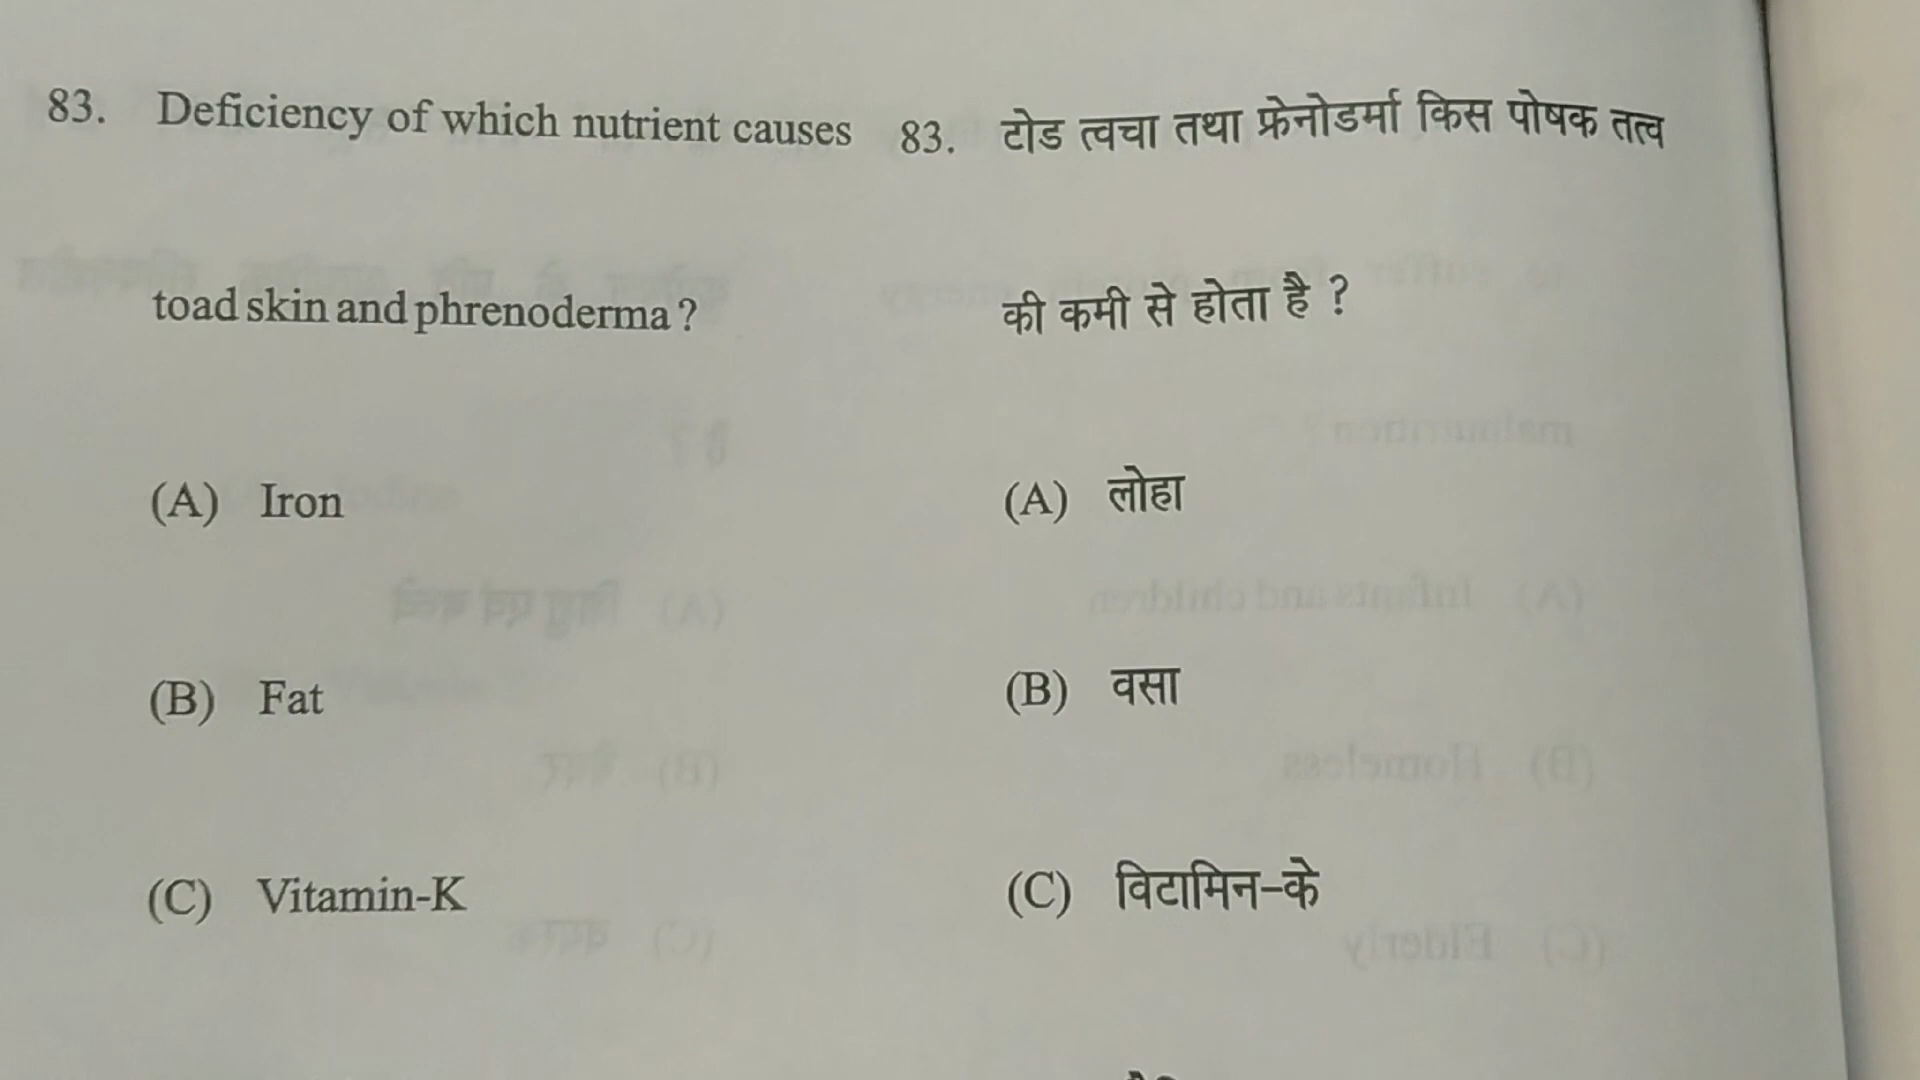 83. Deficiency of which nutrient causes
toad skin and phrenoderma ?
(A) Iron
(B) Fat
(C) Vitamin-K
83. टोड त्वचा तथा फ्रेनोडर्मा किस पोषक तत्व
की कमी से होता है ?
(A) लोहा
(B) वसा
(C) विटामिन-के